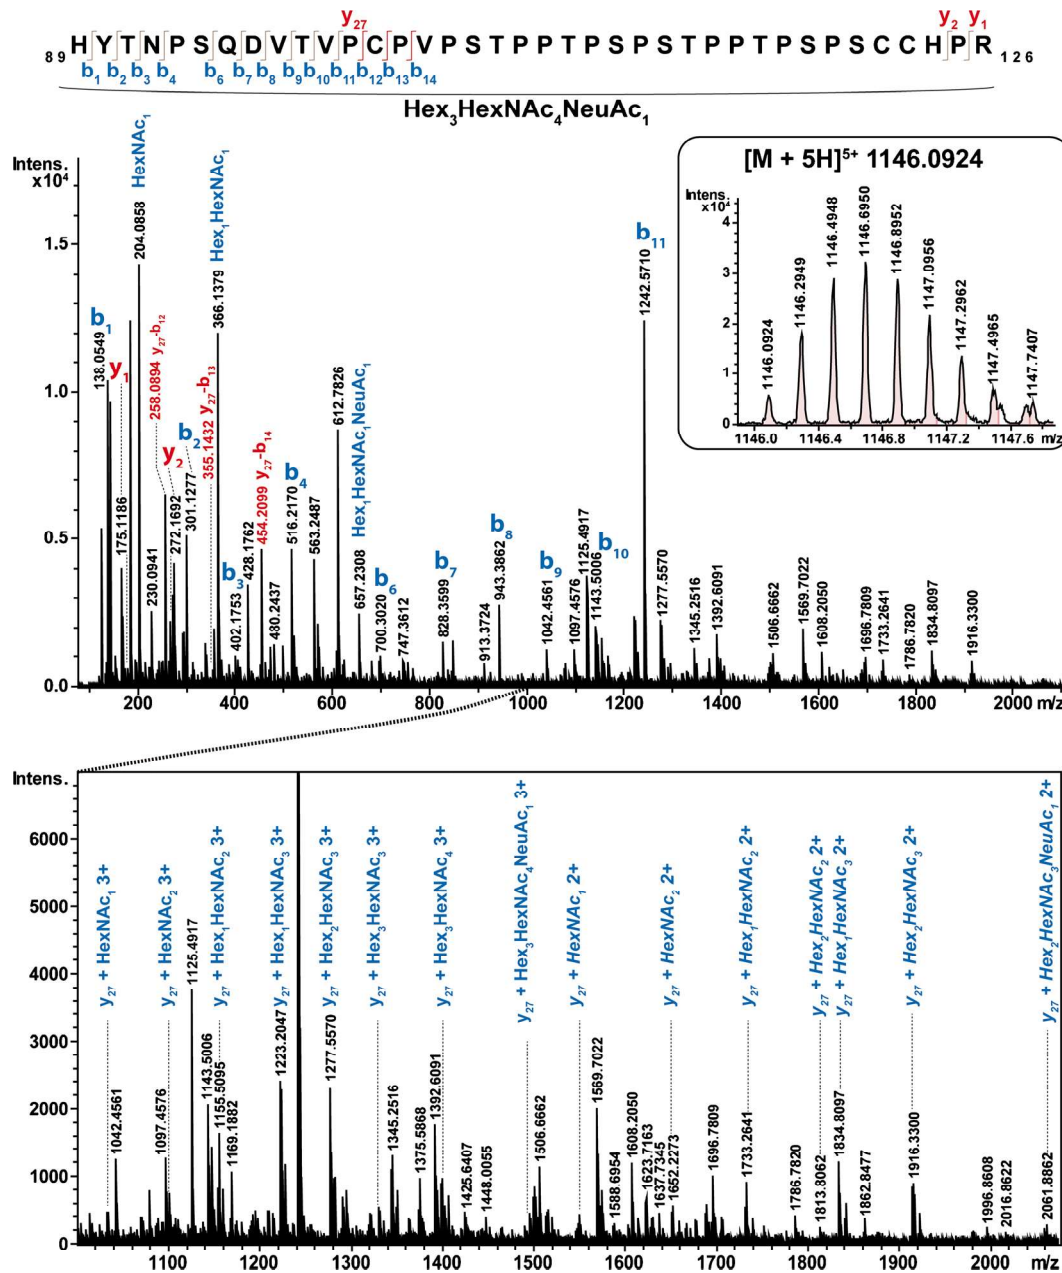 y27 y2 y1
89 HYTNPSQDVTVPCPVPSTPPTPSPSTPPTPSPSCCHPR 126
b1 b2 b3 b4 b6 b7 b8 b9 b10 b11 b12 b13 b14
Hex3HexNAc4NeuAc1
Intens.
x10^4
1.5
1.0
0.5
0.0
b1
138.0549
y1
175.1186
HexNAc1
204.0858
230.0941
258.0894 y27-b12
y2
272.1692
b2
301.1277
355.1432 y27-b13
Hex1HexNAc1
366.1379
b3
402.1753
428.1762
454.2099 y27-b14
480.2437
b4
516.2170
563.2487
612.7826
Hex1HexNAc1NeuAc1
657.2308
b6
700.3020
747.3612
b7
828.3599
913.3724
b8
943.3862
b9
1042.4561
1097.4576
1125.4917
b10
1143.5006
b11
1242.5710
1277.5570
1345.2516
1392.6091
1506.6662
1569.7022
1608.2050
1696.7809
1733.2641
1786.7820
1834.8097
1916.3300
200 400 600 800 1000 1200 1400 1600 1800 2000 m/z
[M + 5H]5+ 1146.0924
Intens.
x10^4
4
3
2
1
0
1146.0924
1146.2949
1146.4948
1146.6950
1146.8952
1147.0956
1147.2962
1147.4965
1147.7407
1146.0 1146.4 1146.8 1147.2 1147.6 m/z
Intens.
6000
5000
4000
3000
2000
1000
0
y27 + HexNAc1 3+
y27 + HexNAc2 3+
y27 + Hex1HexNAc2 3+
y27 + Hex1HexNAc3 3+
y27 + Hex2HexNAc3 3+
y27 + Hex3HexNAc3 3+
y27 + Hex3HexNAc4 3+
y27 + Hex3HexNAc4NeuAc1 3+
y27 + HexNAc1 2+
y27 + HexNAc2 2+
y27 + Hex1HexNAc2 2+
y27 + Hex2HexNAc2 2+
y27 + Hex1HexNAc3 2+
y27 + Hex2HexNAc3 2+
y27 + Hex2HexNAc3NeuAc1 2+
1042.4561
1097.4576
1125.4917
1143.5006
1155.5095
1169.1882
1223.2047
1277.5570
1345.2516
1375.5868
1392.6091
1425.6407
1448.0055
1506.6662
1569.7022
1588.6954
1608.2050
1623.7163
1637.7345
1652.2273
1696.7809
1733.2641
1786.7820
1813.8062
1834.8097
1862.8477
1916.3300
1996.8608
2016.8622
2061.8862
1100 1200 1300 1400 1500 1600 1700 1800 1900 2000 m/z